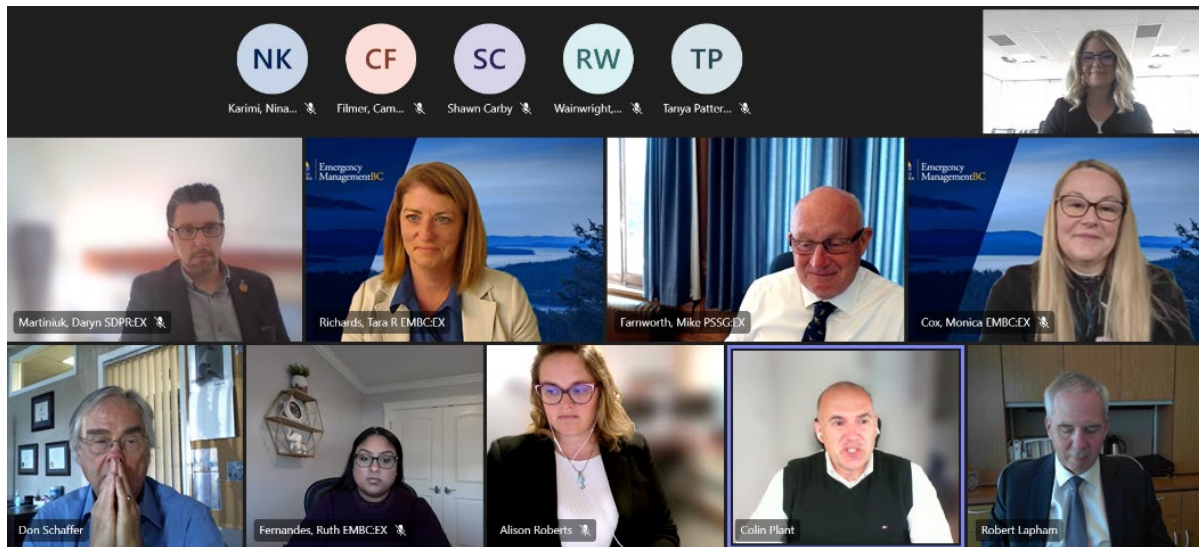 NK
CF
SC
RW
TP
Karimi, Nina...
Filmer, Cam...
Shawn Carby
Wainwright,...
Tanya Patter...
Emergency
ManagementBC
Emergency
ManagementBC
Martiniuk, Daryn SDPR:EX
Richards, Tara R EMBC:EX
Farnworth, Mike PSSG:EX
Cox, Monica EMBC:EX
Don Schaffer
Fernandes, Ruth EMBC:EX
Alison Roberts
Colin Plant
Robert Lapham